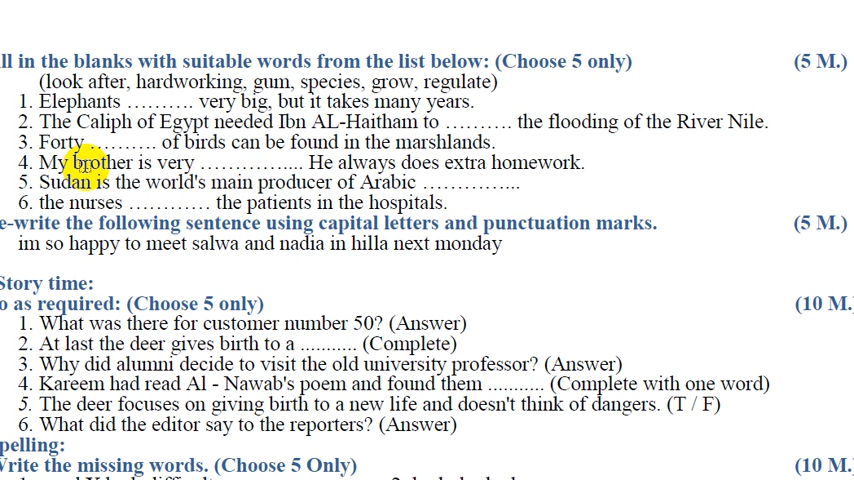 ll in the blanks with suitable words from the list below: (Choose 5 only) (5 M.)
(look after, hardworking, gum, species, grow, regulate)
1. Elephants ………. very big, but it takes many years.
2. The Caliph of Egypt needed Ibn AL-Haitham to ………. the flooding of the River Nile.
3. Forty ………. of birds can be found in the marshlands.
4. My brother is very …………... He always does extra homework.
5. Sudan is the world's main producer of Arabic …………...
6. the nurses ………… the patients in the hospitals.
e-write the following sentence using capital letters and punctuation marks. (5 M.)
im so happy to meet salwa and nadia in hilla next monday
Story time:
o as required: (Choose 5 only) (10 M.)
1. What was there for customer number 50? (Answer)
2. At last the deer gives birth to a .......... (Complete)
3. Why did alumni decide to visit the old university professor? (Answer)
4. Kareem had read Al - Nawab's poem and found them .......... (Complete with one word)
5. The deer focuses on giving birth to a new life and doesn't think of dangers. (T / F)
6. What did the editor say to the reporters? (Answer)
pelling:
Write the missing words. (Choose 5 Only) (10 M.)